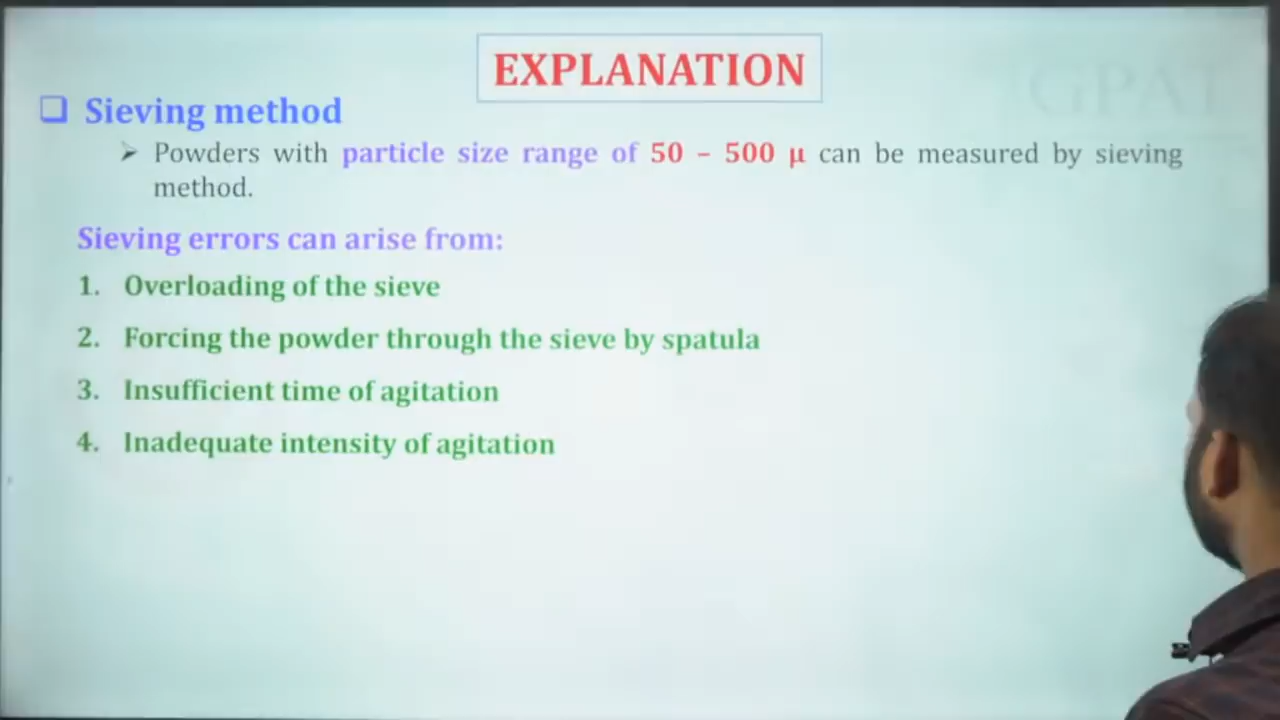 EXPLANATION
GPAT
❑ Sieving method
➢ Powders with particle size range of 50 – 500 µ can be measured by sieving
method.
Sieving errors can arise from:
1. Overloading of the sieve
2. Forcing the powder through the sieve by spatula
3. Insufficient time of agitation
4. Inadequate intensity of agitation